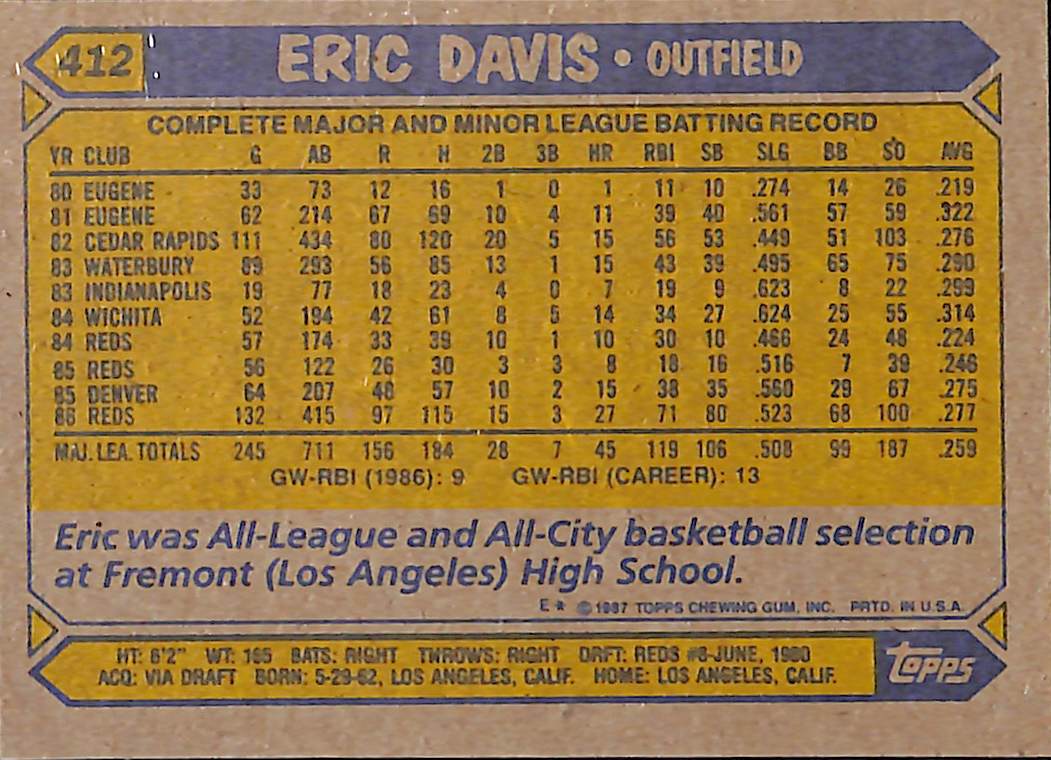 412 ERIC DAVIS • OUTFIELD
COMPLETE MAJOR AND MINOR LEAGUE BATTING RECORD
YR CLUB G AB R H 2B 3B HR RBI SB SLG BB SO AVG
80 EUGENE 33 73 12 16 1 0 1 11 10 .274 14 26 .219
81 EUGENE 62 214 67 69 10 4 11 39 40 .561 57 59 .322
82 CEDAR RAPIDS 111 434 80 120 20 5 15 56 53 .449 51 103 .276
83 WATERBURY 89 293 56 85 13 1 15 43 39 .495 65 75 .290
83 INDIANAPOLIS 19 77 18 23 4 0 7 19 9 .623 8 22 .299
84 WICHITA 52 194 42 61 8 5 14 34 27 .624 25 55 .314
84 REDS 57 174 33 39 10 1 10 30 10 .466 24 48 .224
85 REDS 56 122 26 30 3 3 8 18 16 .516 7 39 .246
85 DENVER 64 207 48 57 10 2 15 38 35 .560 29 67 .275
86 REDS 132 415 97 115 15 3 27 71 80 .523 68 100 .277
MAJ. LEA. TOTALS 245 711 156 184 28 7 45 119 106 .508 99 187 .259
GW-RBI (1986): 9 GW-RBI (CAREER): 13
Eric was All-League and All-City basketball selection
at Fremont (Los Angeles) High School.
E* © 1987 TOPPS CHEWING GUM, INC. PRTD. IN U.S.A.
HT: 6'2" WT: 185 BATS: RIGHT THROWS: RIGHT DRFT: REDS #8-JUNE, 1980
ACQ: VIA DRAFT BORN: 5-29-62, LOS ANGELES, CALIF. HOME: LOS ANGELES, CALIF.
TOPPS